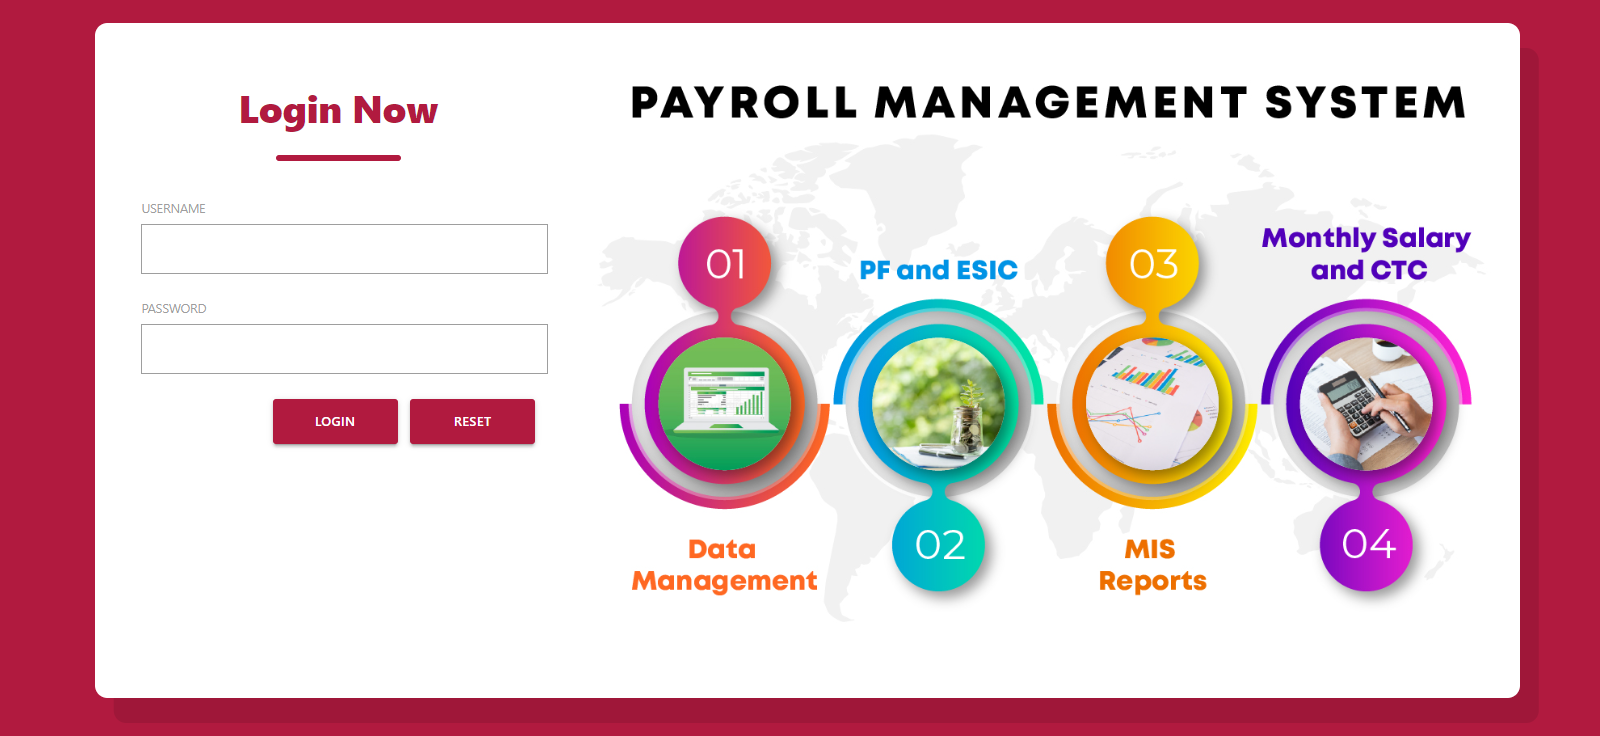 Login Now
USERNAME
PASSWORD
LOGIN
RESET
PAYROLL MANAGEMENT SYSTEM
01
Data
Management
PF and ESIC
02
03
MIS
Reports
Monthly Salary
and CTC
04